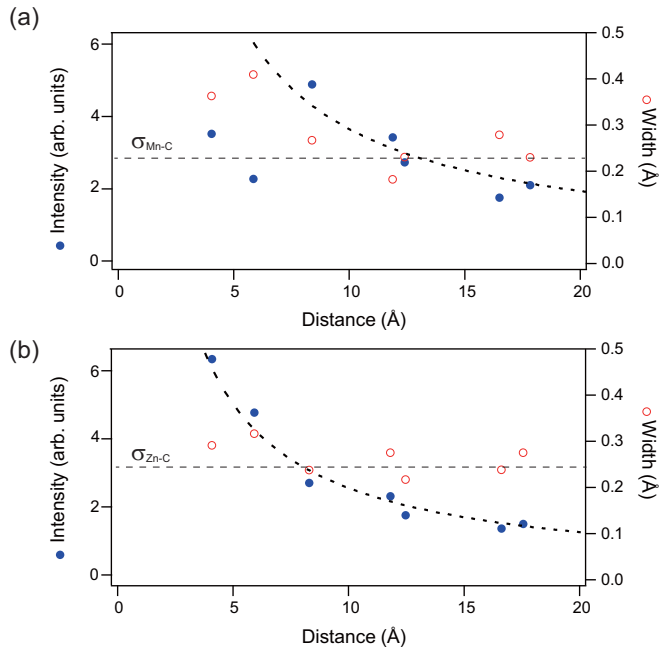 (a)
6
4
2
0
Intensity (arb. units)
σMn-C
0.5
0.4
0.3
0.2
0.1
0.0
Width (Å)
0 5 10 15 20
Distance (Å)
(b)
6
4
2
0
Intensity (arb. units)
σZn-C
0.5
0.4
0.3
0.2
0.1
0.0
Width (Å)
0 5 10 15 20
Distance (Å)